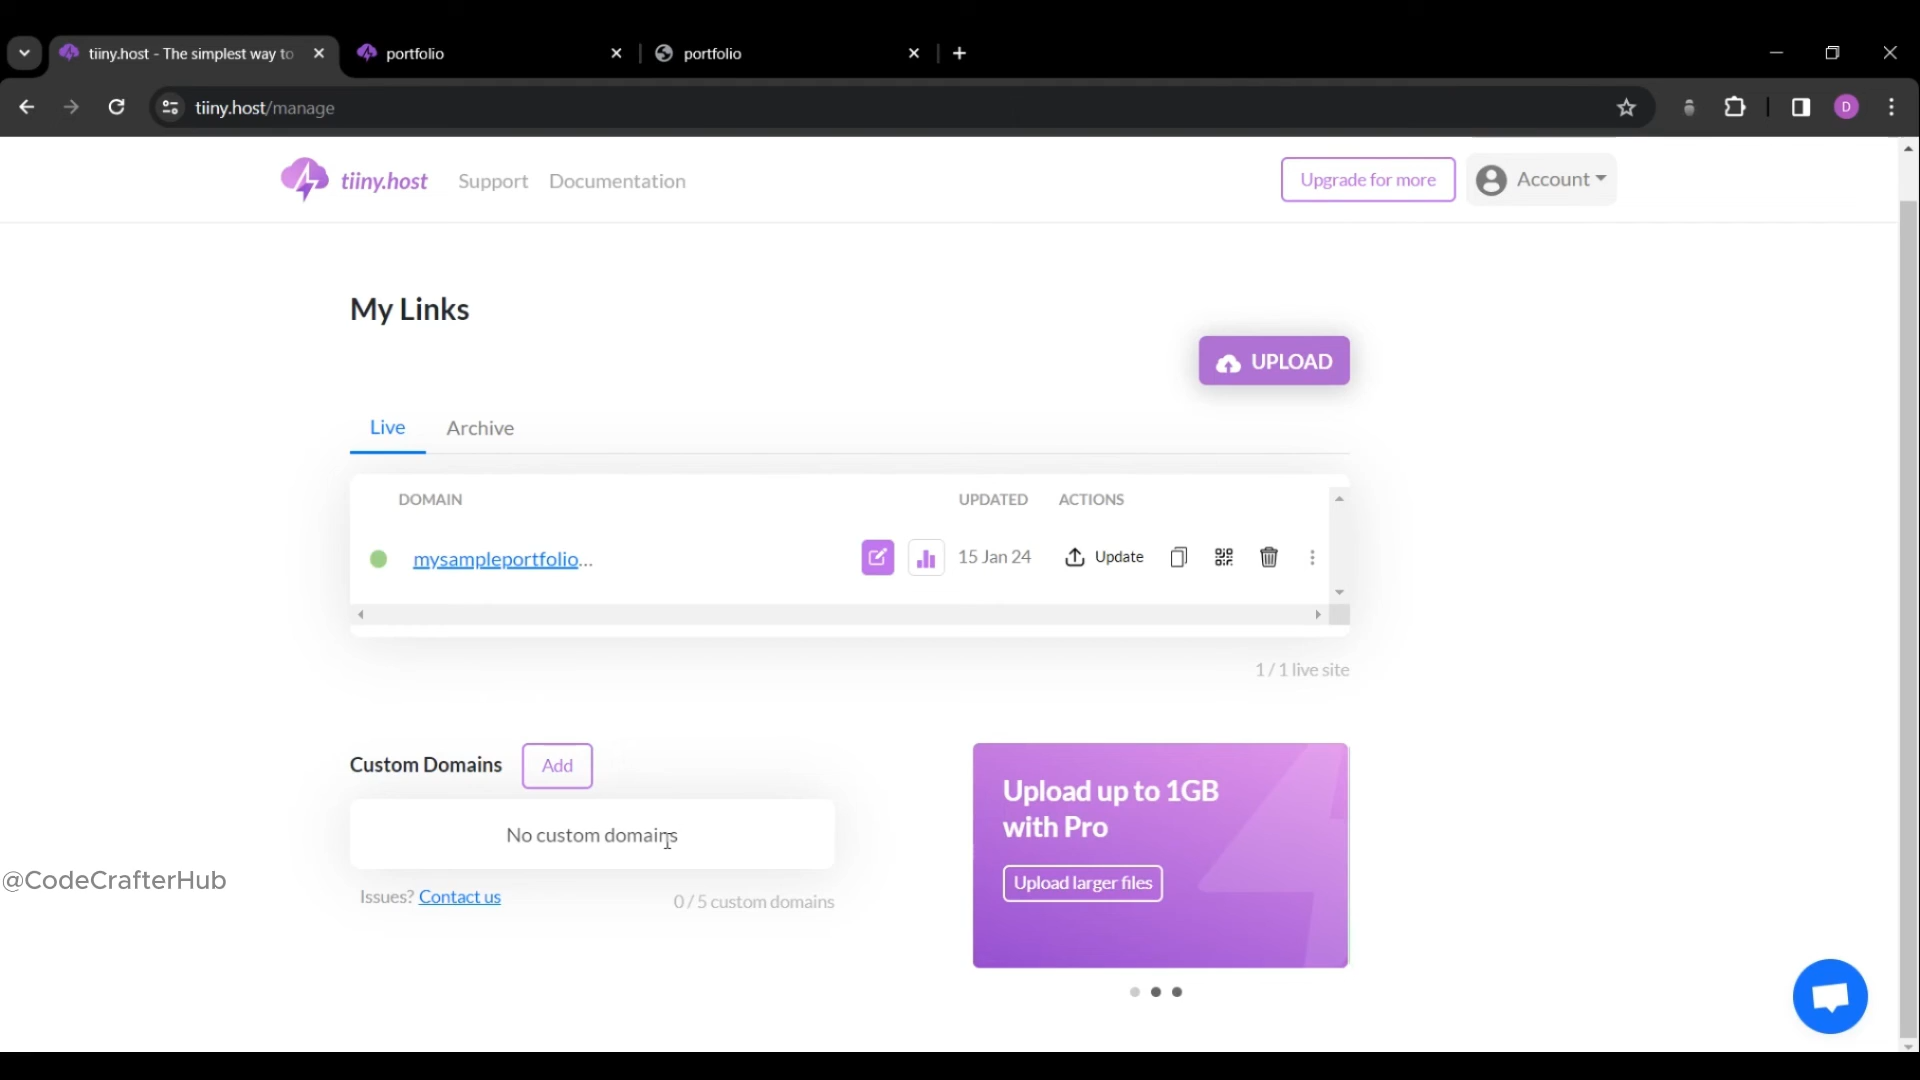 tiiny.host - The simplest way to
portfolio
portfolio
tiiny.host/manage
D
tiiny.host
Support
Documentation
Upgrade for more
Account
My Links
UPLOAD
Live
Archive
DOMAIN
UPDATED
ACTIONS
mysampleportfolio...
15 Jan 24
Update
1 / 1 live site
Custom Domains
Add
No custom domains
Upload up to 1GB
with Pro
Upload larger files
@CodeCrafterHub
Issues? Contact us
0 / 5 custom domains